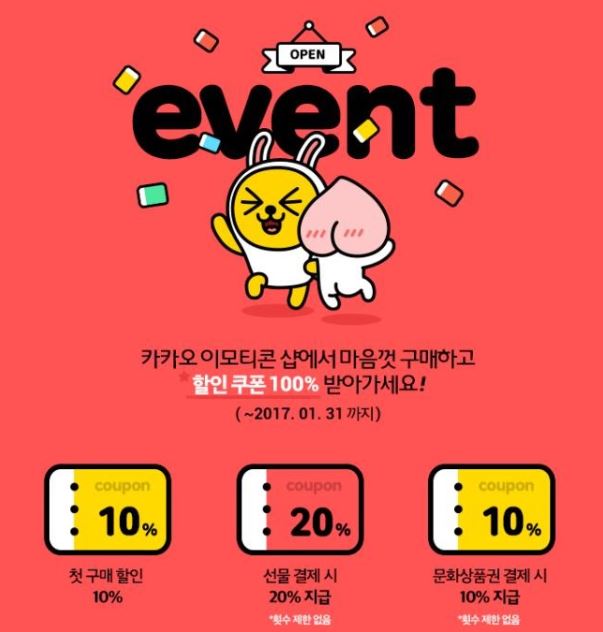 OPEN
event
카카오 이모티콘 샵에서 마음껏 구매하고
*할인 쿠폰 100% 받아가세요!
( ~2017. 01. 31 까지)
coupon
10%
첫 구매 할인
10%
coupon
20%
선물 결제 시
20% 지급
*횟수 제한 없음
coupon
10%
문화상품권 결제 시
10% 지급
*횟수 제한 없음